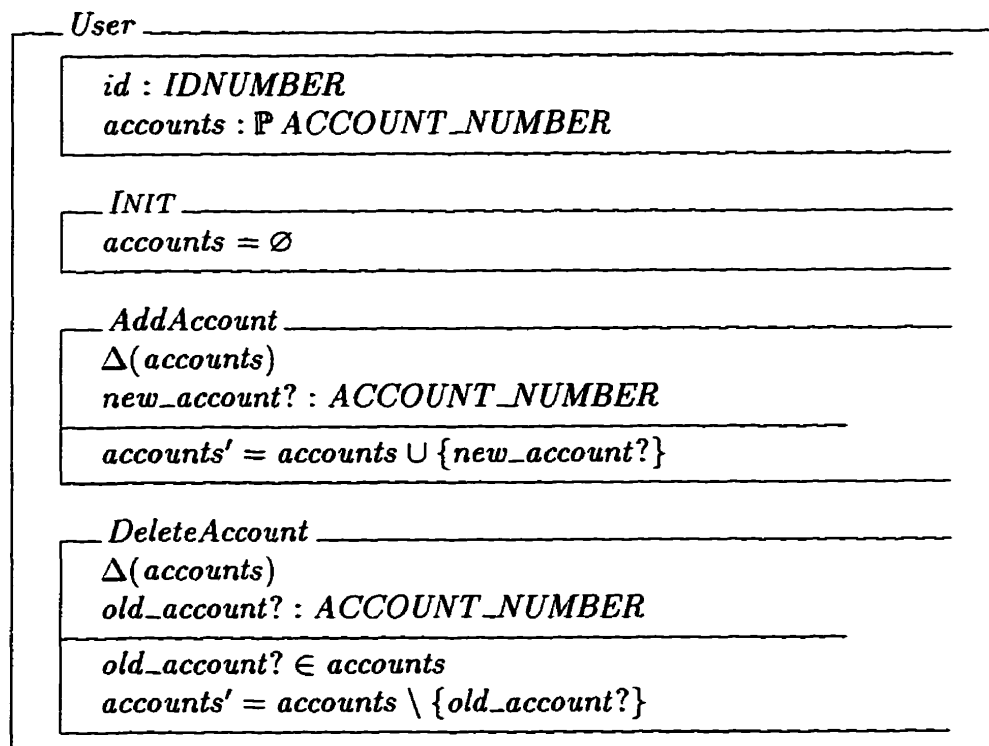 User
id : IDNUMBER
accounts : ℙ ACCOUNT_NUMBER
INIT
accounts = ∅
AddAccount
Δ(accounts)
new_account? : ACCOUNT_NUMBER
accounts′ = accounts ∪ {new_account?}
DeleteAccount
Δ(accounts)
old_account? : ACCOUNT_NUMBER
old_account? ∈ accounts
accounts′ = accounts \ {old_account?}